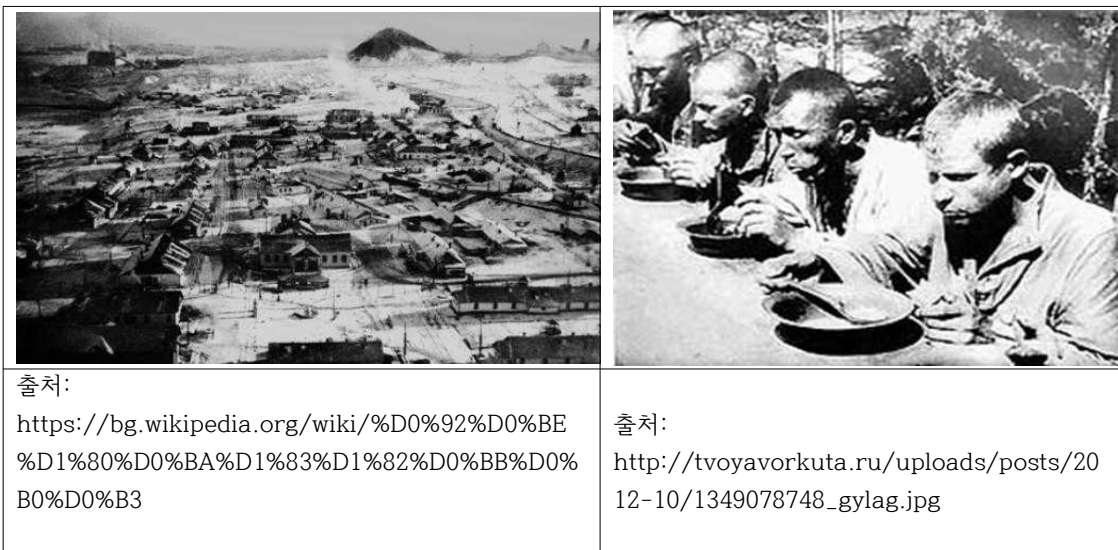 출처:
https://bg.wikipedia.org/wiki/%D0%92%D0%BE
%D1%80%D0%BA%D1%83%D1%82%D0%BB%D0%
B0%D0%B3
출처:
http://tvoyavorkuta.ru/uploads/posts/20
12-10/1349078748_gylag.jpg